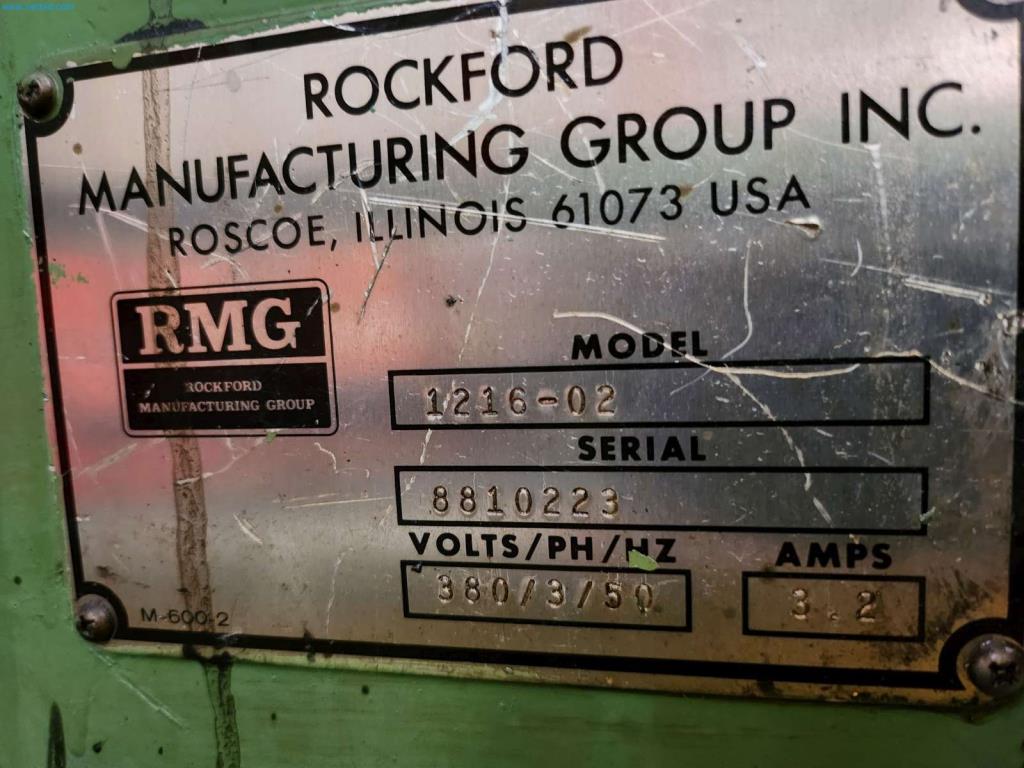 ROCKFORD
MANUFACTURING GROUP INC.
ROSCOE, ILLINOIS 61073 USA
RMG
ROCKFORD
MANUFACTURING GROUP
MODEL
1216-02
SERIAL
8810223
VOLTS/PH/HZ
380/3/50
AMPS
3.2
M-600-2